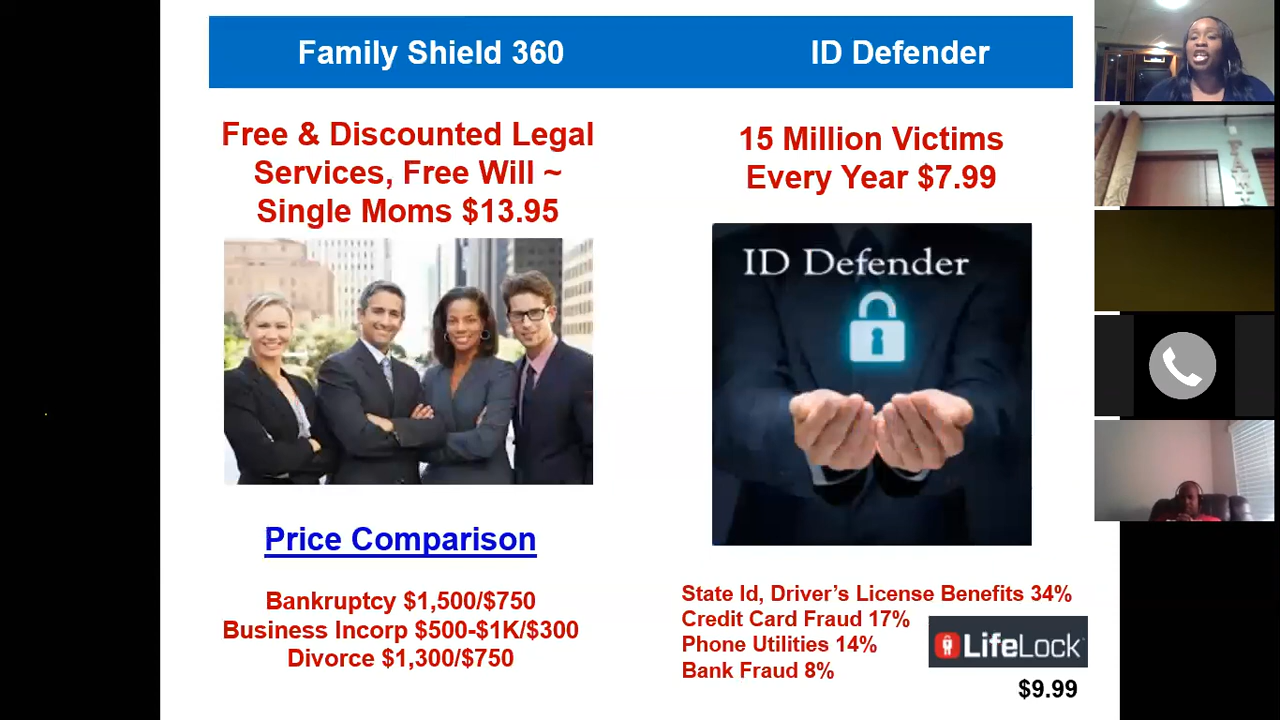 Family Shield 360
ID Defender
Free & Discounted Legal
Services, Free Will ~
Single Moms $13.95
15 Million Victims
Every Year $7.99
ID Defender
Price Comparison
Bankruptcy $1,500/$750
Business Incorp $500-$1K/$300
Divorce $1,300/$750
State Id, Driver’s License Benefits 34%
Credit Card Fraud 17%
Phone Utilities 14%
Bank Fraud 8%
LifeLock
$9.99